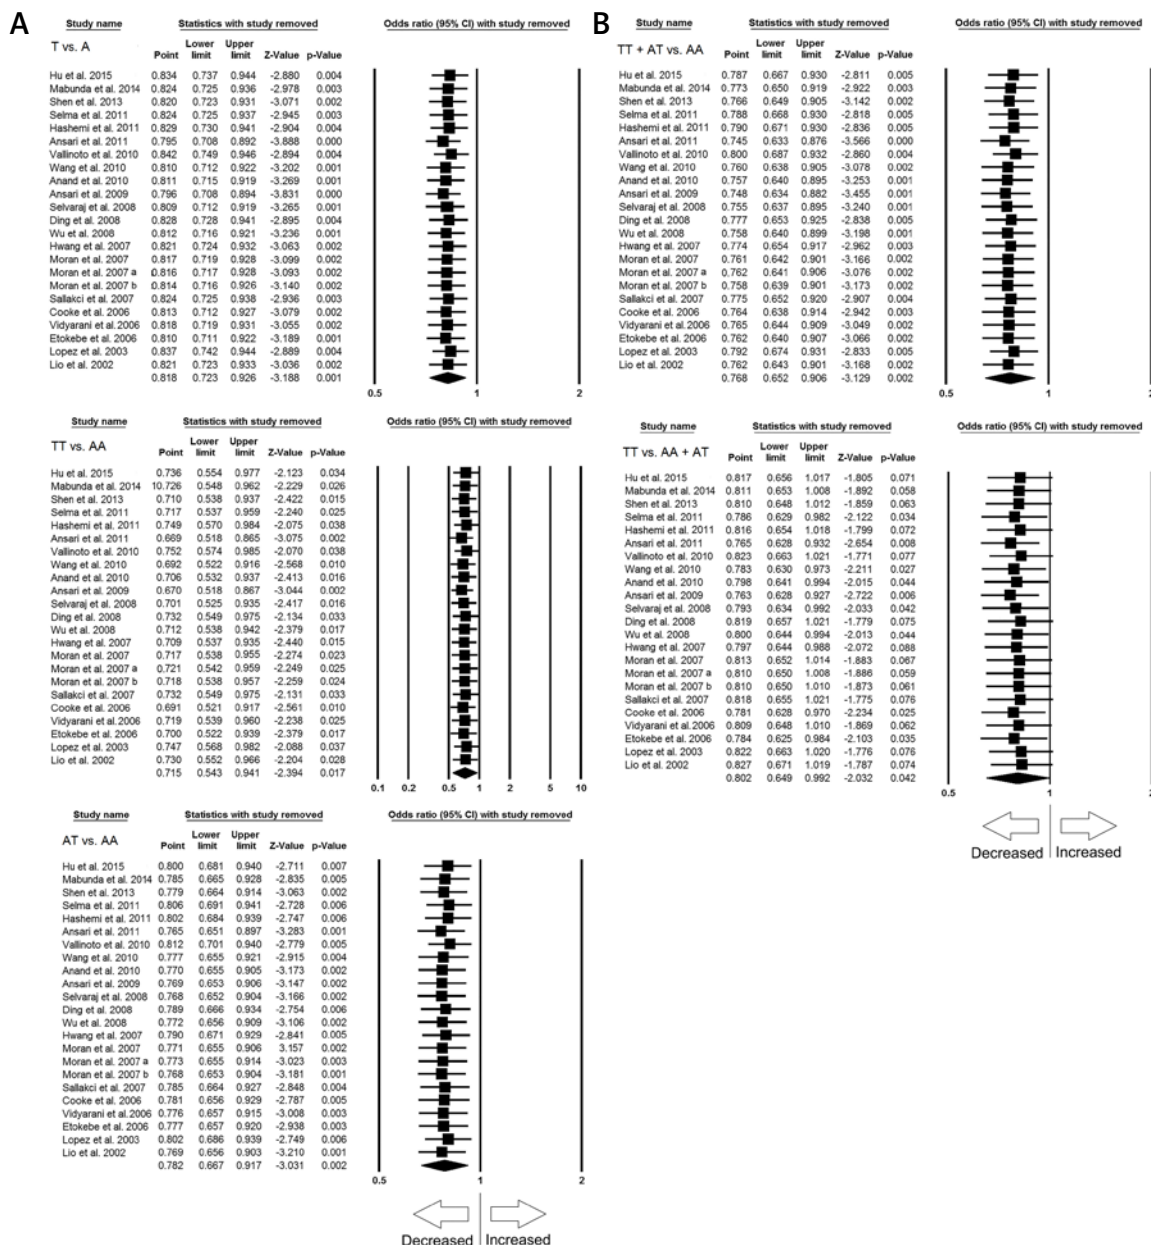 A
Study name Statistics with study removed Odds ratio (95% CI) with study removed
T vs. A
Point Lower limit Upper limit Z-Value p-Value
Hu et al. 2015 0.834 0.737 0.944 -2.880 0.004
Mabunda et al. 2014 0.824 0.725 0.936 -2.978 0.003
Shen et al. 2013 0.820 0.723 0.931 -3.071 0.002
Selma et al. 2011 0.824 0.725 0.937 -2.945 0.003
Hashemi et al. 2011 0.829 0.730 0.941 -2.904 0.004
Ansari et al. 2011 0.795 0.708 0.892 -3.888 0.000
Vallinoto et al. 2010 0.842 0.749 0.946 -2.894 0.004
Wang et al. 2010 0.810 0.712 0.922 -3.202 0.001
Anand et al. 2010 0.811 0.715 0.919 -3.269 0.001
Ansari et al. 2009 0.796 0.708 0.894 -3.831 0.000
Selvaraj et al. 2008 0.809 0.712 0.919 -3.265 0.001
Ding et al. 2008 0.828 0.728 0.941 -2.895 0.004
Wu et al. 2008 0.812 0.716 0.921 -3.236 0.001
Hwang et al. 2007 0.821 0.724 0.932 -3.063 0.002
Moran et al. 2007 0.817 0.719 0.928 -3.099 0.002
Moran et al. 2007 a 0.816 0.717 0.928 -3.093 0.002
Moran et al. 2007 b 0.814 0.716 0.926 -3.140 0.002
Sallakci et al. 2007 0.824 0.725 0.938 -2.936 0.003
Cooke et al. 2006 0.813 0.712 0.927 -3.079 0.002
Vidyarani et al. 2006 0.818 0.719 0.931 -3.055 0.002
Etokebe et al. 2006 0.810 0.711 0.922 -3.189 0.001
Lopez et al. 2003 0.837 0.742 0.944 -2.889 0.004
Lio et al. 2002 0.821 0.723 0.933 -3.036 0.002
0.818 0.723 0.926 -3.188 0.001
0.5 1 2
Study name Statistics with study removed Odds ratio (95% CI) with study removed
TT vs. AA
Point Lower limit Upper limit Z-Value p-Value
Hu et al. 2015 0.736 0.554 0.977 -2.123 0.034
Mabunda et al. 2014 10.726 0.548 0.962 -2.229 0.026
Shen et al. 2013 0.710 0.538 0.937 -2.422 0.015
Selma et al. 2011 0.717 0.537 0.959 -2.240 0.025
Hashemi et al. 2011 0.749 0.570 0.984 -2.075 0.038
Ansari et al. 2011 0.669 0.518 0.865 -3.075 0.002
Vallinoto et al. 2010 0.752 0.574 0.985 -2.070 0.038
Wang et al. 2010 0.692 0.522 0.916 -2.568 0.010
Anand et al. 2010 0.706 0.532 0.937 -2.413 0.016
Ansari et al. 2009 0.670 0.518 0.867 -3.044 0.002
Selvaraj et al. 2008 0.701 0.525 0.935 -2.417 0.016
Ding et al. 2008 0.732 0.549 0.975 -2.134 0.033
Wu et al. 2008 0.712 0.538 0.942 -2.379 0.017
Hwang et al. 2007 0.709 0.537 0.935 -2.440 0.015
Moran et al. 2007 0.717 0.538 0.955 -2.274 0.023
Moran et al. 2007 a 0.721 0.542 0.959 -2.249 0.025
Moran et al. 2007 b 0.718 0.538 0.957 -2.259 0.024
Sallakci et al. 2007 0.732 0.549 0.975 -2.131 0.033
Cooke et al. 2006 0.691 0.521 0.917 -2.561 0.010
Vidyarani et al. 2006 0.719 0.539 0.960 -2.238 0.025
Etokebe et al. 2006 0.700 0.522 0.939 -2.379 0.017
Lopez et al. 2003 0.747 0.568 0.982 -2.088 0.037
Lio et al. 2002 0.730 0.552 0.966 -2.204 0.028
0.715 0.543 0.941 -2.394 0.017
0.1 0.2 0.5 1 2 5 10
Study name Statistics with study removed Odds ratio (95% CI) with study removed
AT vs. AA
Point Lower limit Upper limit Z-Value p-Value
Hu et al. 2015 0.800 0.681 0.940 -2.711 0.007
Mabunda et al. 2014 0.785 0.665 0.928 -2.835 0.005
Shen et al. 2013 0.779 0.664 0.914 -3.063 0.002
Selma et al. 2011 0.806 0.691 0.941 -2.728 0.006
Hashemi et al. 2011 0.802 0.684 0.939 -2.747 0.006
Ansari et al. 2011 0.765 0.651 0.897 -3.283 0.001
Vallinoto et al. 2010 0.812 0.701 0.940 -2.779 0.005
Wang et al. 2010 0.777 0.655 0.921 -2.915 0.004
Anand et al. 2010 0.770 0.655 0.905 -3.173 0.002
Ansari et al. 2009 0.769 0.653 0.906 -3.147 0.002
Selvaraj et al. 2008 0.768 0.652 0.904 -3.166 0.002
Ding et al. 2008 0.789 0.666 0.934 -2.754 0.006
Wu et al. 2008 0.772 0.656 0.909 -3.106 0.002
Hwang et al. 2007 0.790 0.671 0.929 -2.841 0.005
Moran et al. 2007 0.771 0.655 0.906 3.157 0.002
Moran et al. 2007 a 0.773 0.655 0.914 -3.023 0.003
Moran et al. 2007 b 0.768 0.653 0.904 -3.181 0.001
Sallakci et al. 2007 0.785 0.664 0.927 -2.848 0.004
Cooke et al. 2006 0.781 0.656 0.929 -2.787 0.005
Vidyarani et al. 2006 0.776 0.657 0.915 -3.008 0.003
Etokebe et al. 2006 0.777 0.657 0.920 -2.938 0.003
Lopez et al. 2003 0.802 0.686 0.939 -2.749 0.006
Lio et al. 2002 0.769 0.656 0.903 -3.210 0.001
0.782 0.667 0.917 -3.031 0.002
0.5 1 2
Decreased Increased
B
Study name Statistics with study removed Odds ratio (95% CI) with study removed
TT + AT vs. AA
Point Lower limit Upper limit Z-Value p-Value
Hu et al. 2015 0.787 0.667 0.930 -2.811 0.005
Mabunda et al. 2014 0.773 0.650 0.919 -2.922 0.003
Shen et al. 2013 0.766 0.649 0.905 -3.142 0.002
Selma et al. 2011 0.788 0.668 0.930 -2.818 0.005
Hashemi et al. 2011 0.790 0.671 0.930 -2.836 0.005
Ansari et al. 2011 0.745 0.633 0.876 -3.566 0.000
Vallinoto et al. 2010 0.800 0.687 0.932 -2.860 0.004
Wang et al. 2010 0.760 0.638 0.905 -3.078 0.002
Anand et al. 2010 0.757 0.640 0.895 -3.253 0.001
Ansari et al. 2009 0.748 0.634 0.882 -3.455 0.001
Selvaraj et al. 2008 0.755 0.637 0.895 -3.240 0.001
Ding et al. 2008 0.777 0.653 0.925 -2.838 0.005
Wu et al. 2008 0.758 0.640 0.899 -3.198 0.001
Hwang et al. 2007 0.774 0.654 0.917 -2.962 0.003
Moran et al. 2007 0.761 0.642 0.901 -3.166 0.002
Moran et al. 2007 a 0.762 0.641 0.906 -3.076 0.002
Moran et al. 2007 b 0.758 0.639 0.901 -3.173 0.002
Sallakci et al. 2007 0.775 0.652 0.920 -2.907 0.004
Cooke et al. 2006 0.764 0.638 0.914 -2.942 0.003
Vidyarani et al. 2006 0.765 0.644 0.909 -3.049 0.002
Etokebe et al. 2006 0.762 0.640 0.907 -3.066 0.002
Lopez et al. 2003 0.792 0.674 0.931 -2.833 0.005
Lio et al. 2002 0.762 0.643 0.901 -3.168 0.002
0.768 0.652 0.906 -3.129 0.002
0.5 1 2
Study name Statistics with study removed Odds ratio (95% CI) with study removed
TT vs. AA + AT
Point Lower limit Upper limit Z-Value p-Value
Hu et al. 2015 0.817 0.656 1.017 -1.805 0.071
Mabunda et al. 2014 0.811 0.653 1.008 -1.892 0.058
Shen et al. 2013 0.810 0.648 1.012 -1.859 0.063
Selma et al. 2011 0.786 0.629 0.982 -2.122 0.034
Hashemi et al. 2011 0.816 0.654 1.018 -1.799 0.072
Ansari et al. 2011 0.765 0.628 0.932 -2.654 0.008
Vallinoto et al. 2010 0.823 0.663 1.021 -1.771 0.077
Wang et al. 2010 0.783 0.630 0.973 -2.211 0.027
Anand et al. 2010 0.798 0.641 0.994 -2.015 0.044
Ansari et al. 2009 0.763 0.628 0.927 -2.722 0.006
Selvaraj et al. 2008 0.793 0.634 0.992 -2.033 0.042
Ding et al. 2008 0.819 0.657 1.021 -1.779 0.075
Wu et al. 2008 0.800 0.644 0.994 -2.013 0.044
Hwang et al. 2007 0.797 0.644 0.988 -2.072 0.088
Moran et al. 2007 0.813 0.652 1.014 -1.883 0.067
Moran et al. 2007 a 0.810 0.650 1.008 -1.886 0.059
Moran et al. 2007 b 0.810 0.650 1.010 -1.873 0.061
Sallakci et al. 2007 0.818 0.655 1.021 -1.775 0.076
Cooke et al. 2006 0.781 0.628 0.970 -2.234 0.025
Vidyarani et al. 2006 0.809 0.648 1.010 -1.869 0.062
Etokebe et al. 2006 0.784 0.625 0.984 -2.103 0.035
Lopez et al. 2003 0.822 0.663 1.020 -1.776 0.076
Lio et al. 2002 0.827 0.671 1.019 -1.787 0.074
0.802 0.649 0.992 -2.032 0.042
0.5 1 2
Decreased Increased